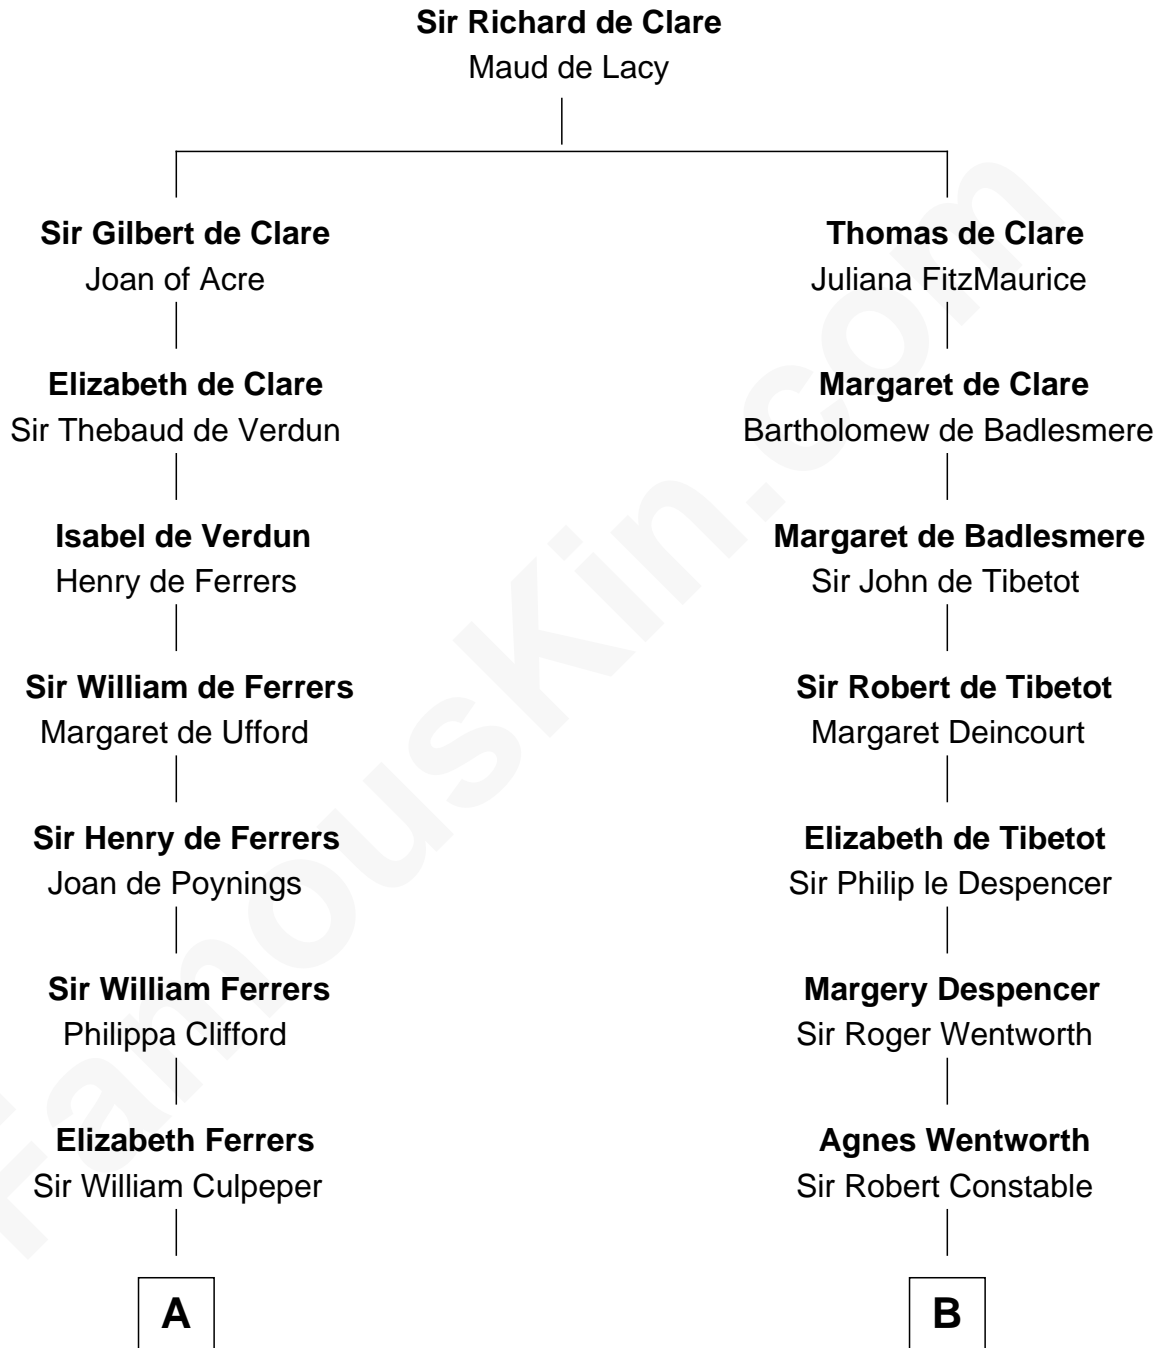 Sir Richard de Clare
Maud de Lacy
Sir Gilbert de Clare
Joan of Acre
Thomas de Clare
Juliana FitzMaurice
Elizabeth de Clare
Sir Thebaud de Verdun
Margaret de Clare
Bartholomew de Badlesmere
Isabel de Verdun
Henry de Ferrers
Margaret de Badlesmere
Sir John de Tibetot
Sir William de Ferrers
Margaret de Ufford
Sir Robert de Tibetot
Margaret Deincourt
Sir Henry de Ferrers
Joan de Poynings
Elizabeth de Tibetot
Sir Philip le Despencer
Sir William Ferrers
Philippa Clifford
Margery Despencer
Sir Roger Wentworth
Elizabeth Ferrers
Sir William Culpeper
Agnes Wentworth
Sir Robert Constable
A
B
FamousKin.com